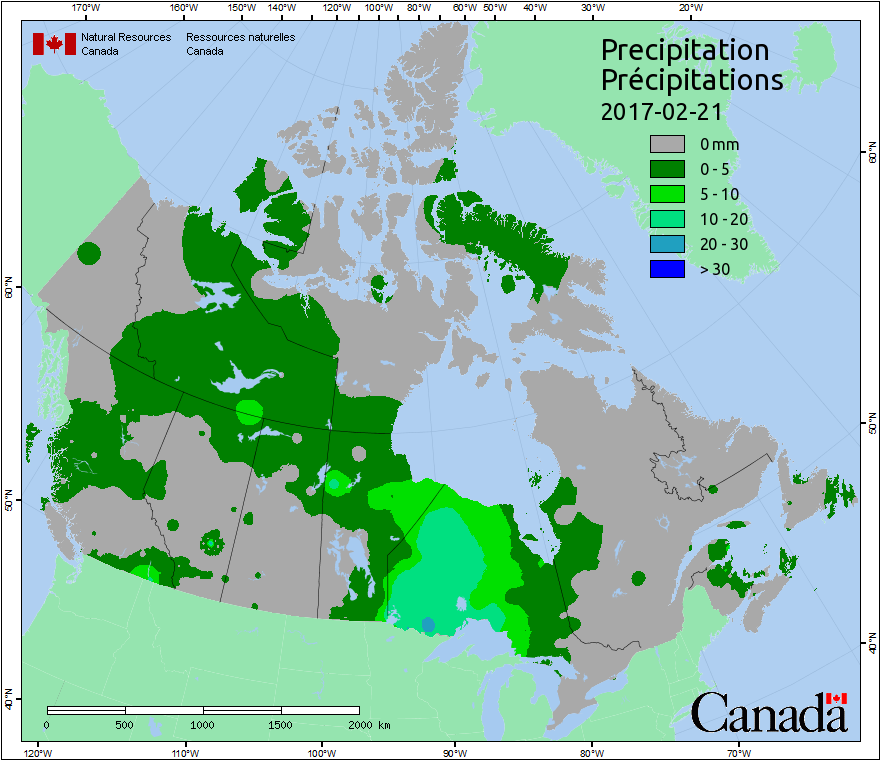 170°W 160°W 150°W 140°W 120°W 100°W 80°W 60°W 50°W 40°W 30°W 20°W
Natural Resources Ressources naturelles
Canada Canada
Precipitation
Précipitations
2017-02-21
0 mm
0 - 5
5 - 10
10 - 20
20 - 30
> 30
60°N
60°N
50°N
50°N
40°N
40°N
0 500 1000 1500 2000 km
Canada
120°W 110°W 100°W 90°W 80°W 70°W